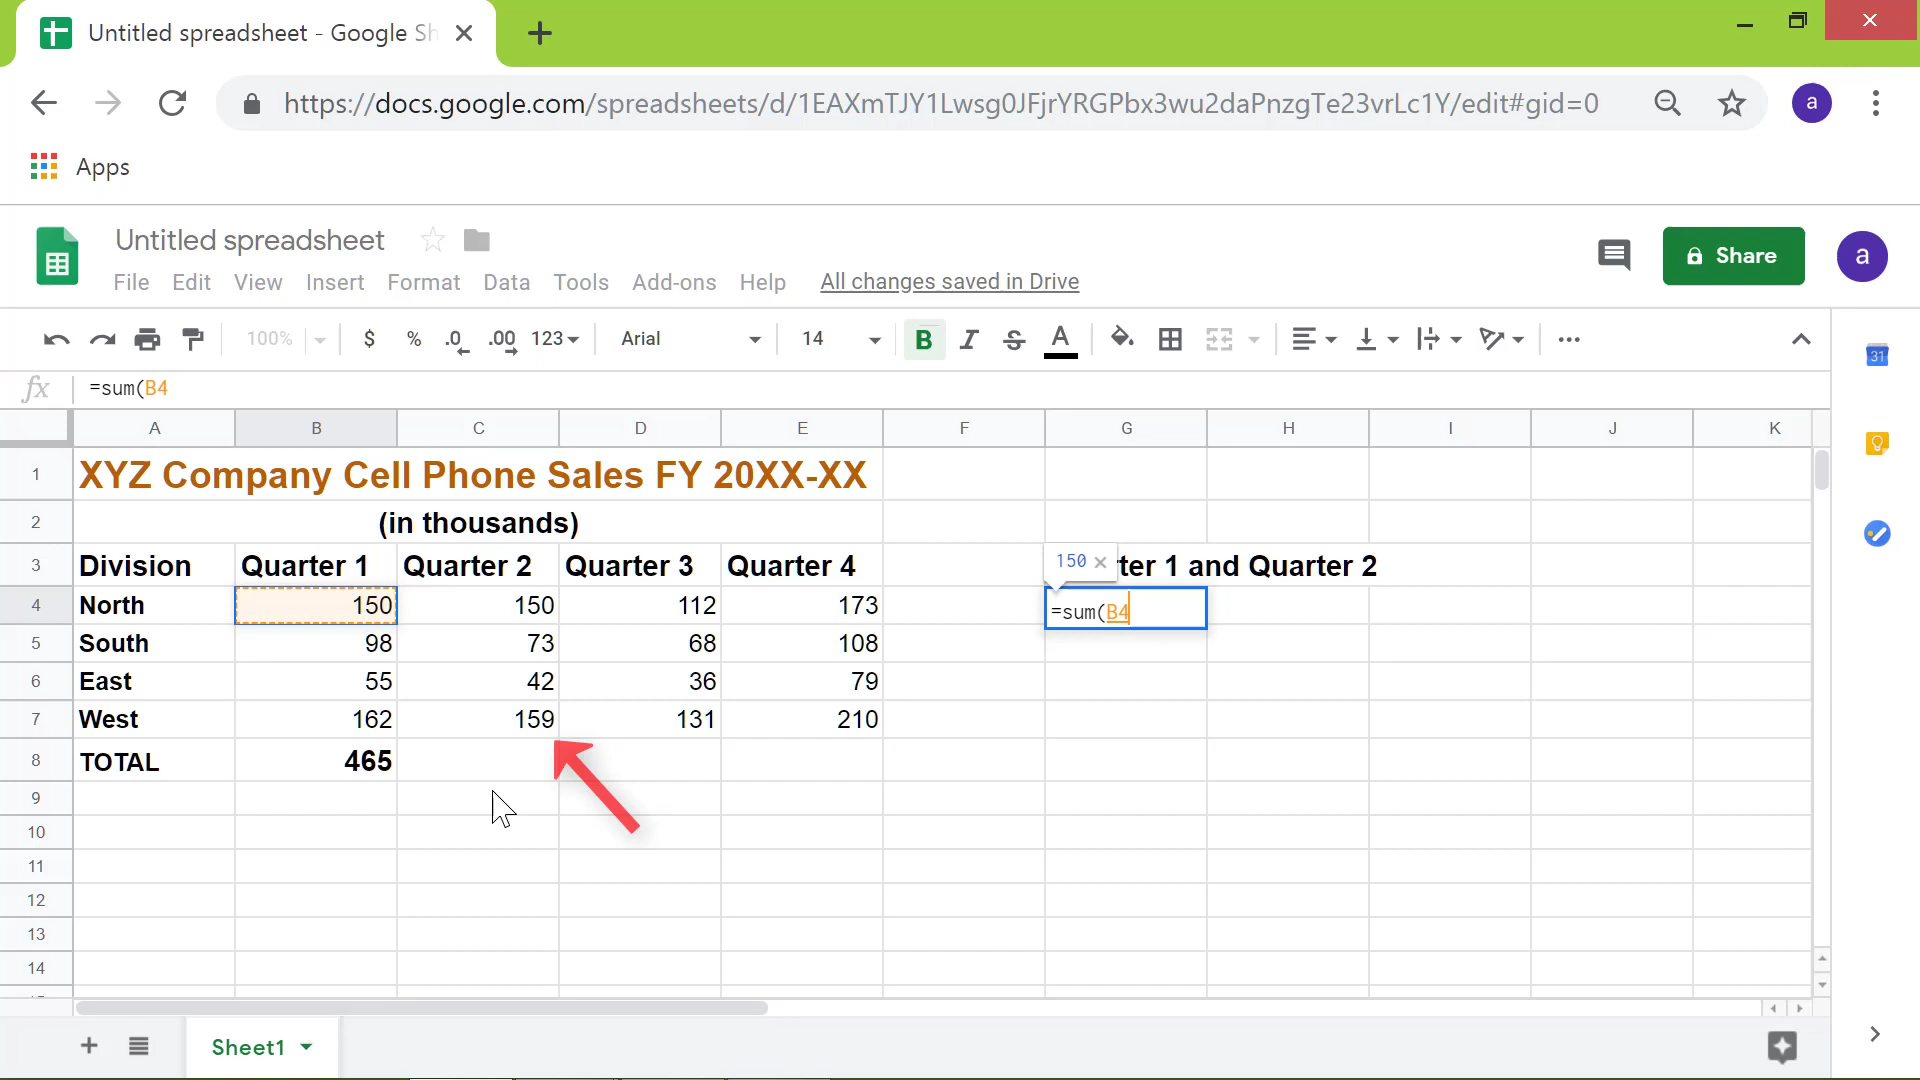 Untitled spreadsheet - Google Sh
https://docs.google.com/spreadsheets/d/1EAXmTJY1Lwsg0JFjrYRGPbx3wu2daPnzgTe23vrLc1Y/edit#gid=0
a
Apps
Untitled spreadsheet
File Edit View Insert Format Data Tools Add-ons Help All changes saved in Drive
Share
a
100% $ % .0 .00 123 Arial 14 B I S A
31
fx =sum(B4
A B C D E F G H I J K
1 XYZ Company Cell Phone Sales FY 20XX-XX
2 (in thousands)
3 Division Quarter 1 Quarter 2 Quarter 3 Quarter 4 150 × ter 1 and Quarter 2
4 North 150 150 112 173 =sum(B4
5 South 98 73 68 108
6 East 55 42 36 79
7 West 162 159 131 210
8 TOTAL 465
9
10
11
12
13
14
Sheet1